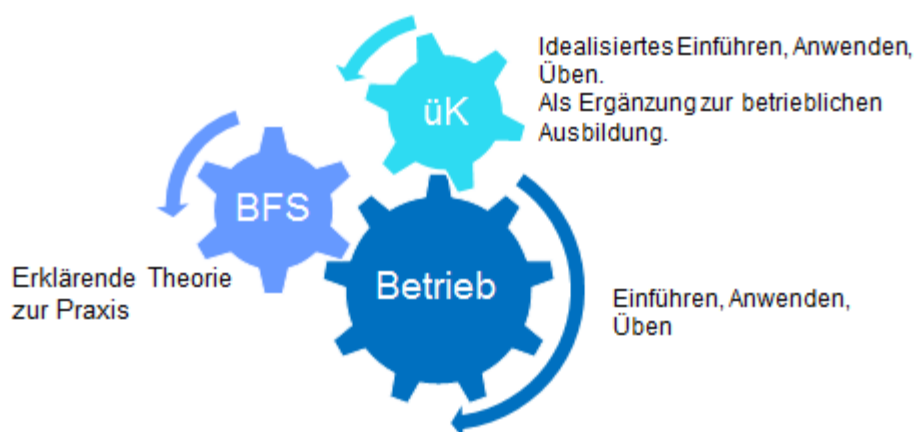 Idealisiertes Einführen, Anwenden,
Üben.
Als Ergänzung zur betrieblichen
Ausbildung.
üK
BFS
Erklärende Theorie
zur Praxis
Betrieb
Einführen, Anwenden,
Üben